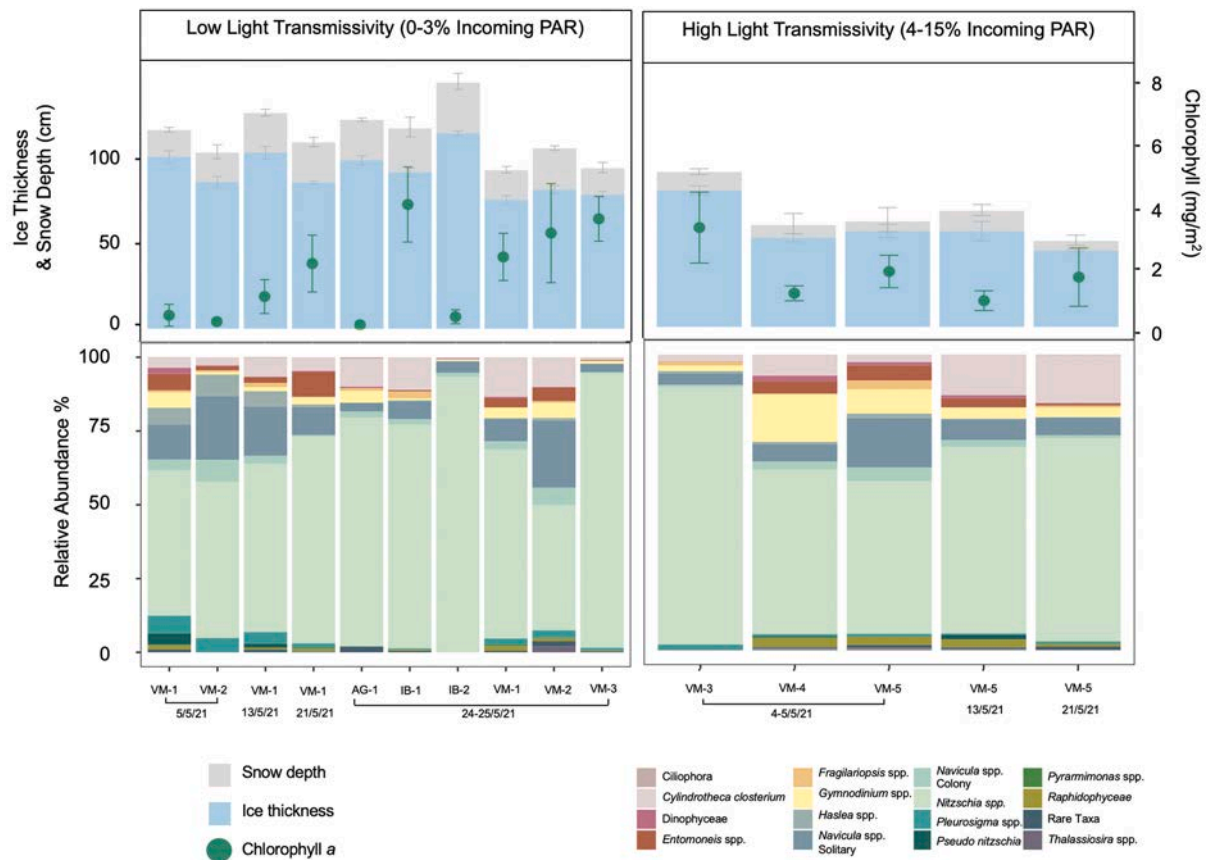 Low Light Transmissivity (0-3% Incoming PAR)
High Light Transmissivity (4-15% Incoming PAR)
Ice Thickness
& Snow Depth (cm)
100
50
0
8
6
4
2
0
Chlorophyll (mg/m²)
Relative Abundance %
100
75
50
25
0
VM-1 VM-2 VM-1 VM-1 AG-1 IB-1 IB-2 VM-1 VM-2 VM-3
5/5/21 13/5/21 21/5/21 24-25/5/21
VM-3 VM-4 VM-5 VM-5 VM-5
4-5/5/21 13/5/21 21/5/21
Snow depth
Ice thickness
Chlorophyll a
Ciliophora
Cylindrotheca closterium
Dinophyceae
Entomoneis spp.
Fragilariopsis spp.
Gymnodinium spp.
Haslea spp.
Navicula spp.
Solitary
Navicula spp.
Colony
Nitzschia spp.
Pleurosigma spp.
Pseudo nitzschia
Pyrarmimonas spp.
Raphidophyceae
Rare Taxa
Thalassiosira spp.